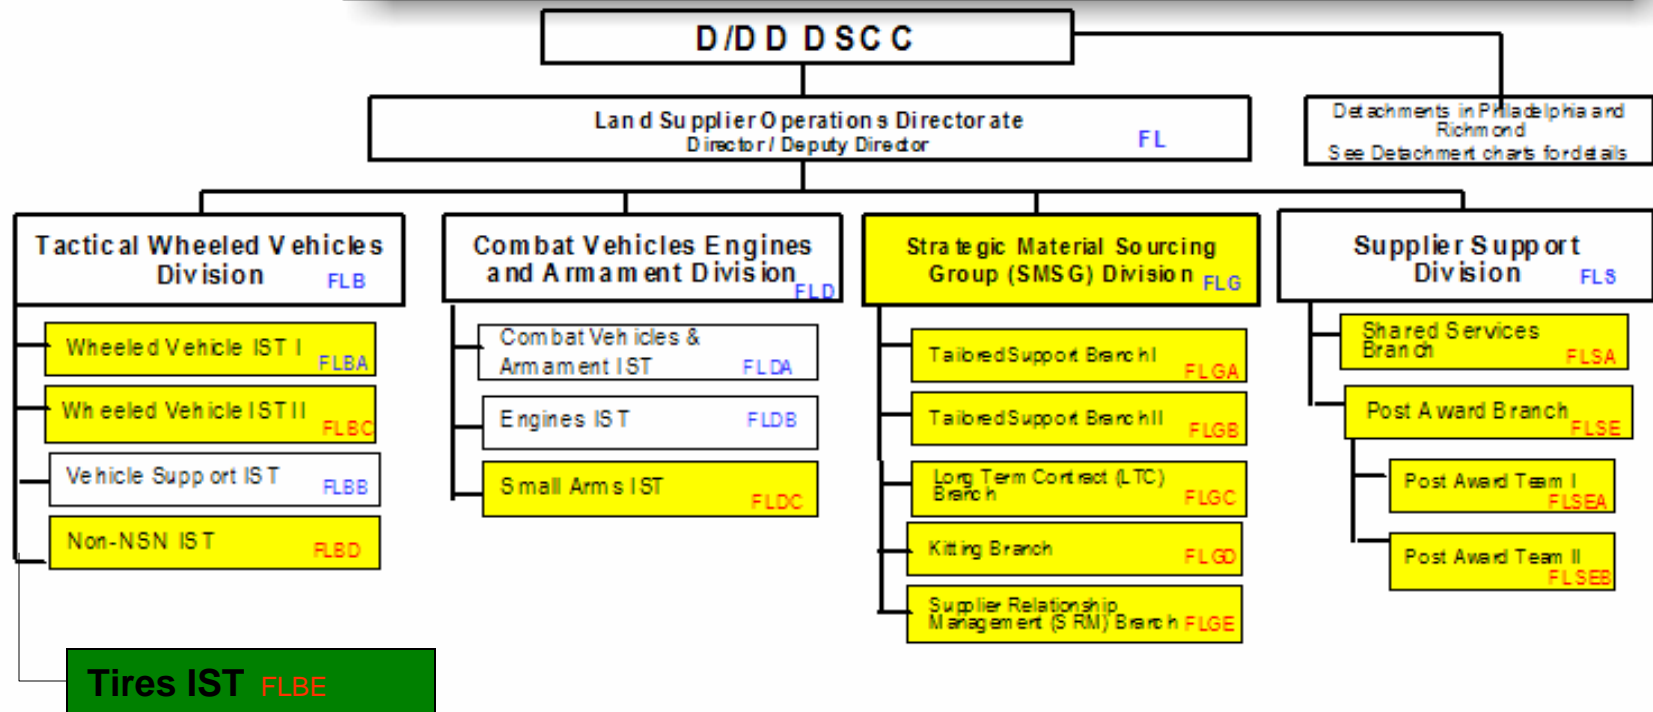 D/DD DSCC
Land Supplier Operations Directorate
Director / Deputy Director
FL
Detachments in Philadelphia and
Richmond
See Detachment charts for details
Tactical Wheeled Vehicles
Division FLB
Wheeled Vehicle IST I
FLBA
Wheeled Vehicle IST II
FLBC
Vehicle Support IST
FLBB
Non-NSN IST
FLBD
Tires IST FLBE
Combat Vehicles Engines
and Armament Division
FLD
Combat Vehicles &
Armament IST FLDA
Engines IST FLDB
Small Arms IST
FLDC
Strategic Material Sourcing
Group (SMSG) Division FLG
Tailored Support Branch I
FLGA
Tailored Support Branch II
FLGB
Long Term Contract (LTC)
Branch FLGC
Kitting Branch
FLGD
Supplier Relationship
Management (SRM) Branch FLGE
Supplier Support
Division FLS
Shared Services
Branch FLSA
Post Award Branch
FLSE
Post Award Team I
FLSEA
Post Award Team II
FLSEB